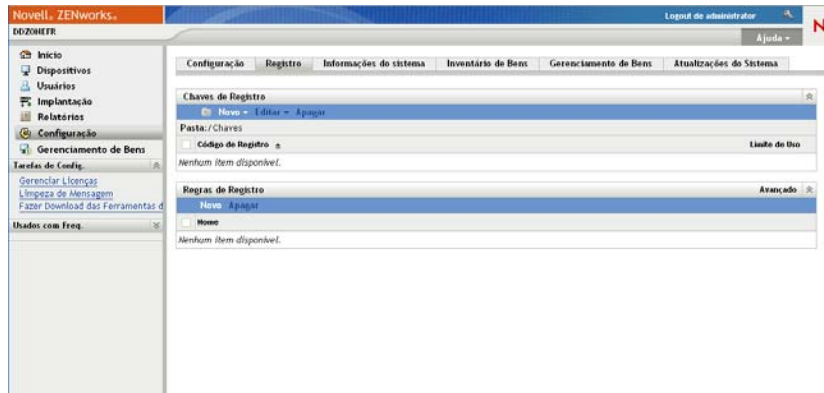 Novell® ZENworks®
Logout de administrator
DDZONEFR
N
Ajuda
Início
Dispositivos
Usuários
Implantação
Relatórios
Configuração
Gerenciamento de Bens
Tarefas de Config.
Gerenciar Licenças
Limpeza de Mensagem
Fazer Download das Ferramentas d
Usados com Freq.
Configuração Registro Informações do sistema Inventário de Bens Gerenciamento de Bens Atualizações do Sistema
Chaves de Registro
Novo Editar Apagar
Pasta:/Chaves
Código de Registro Limite de Uso
Nenhum item disponível.
Regras de Registro Avançado
Novo Apagar
Nome
Nenhum item disponível.